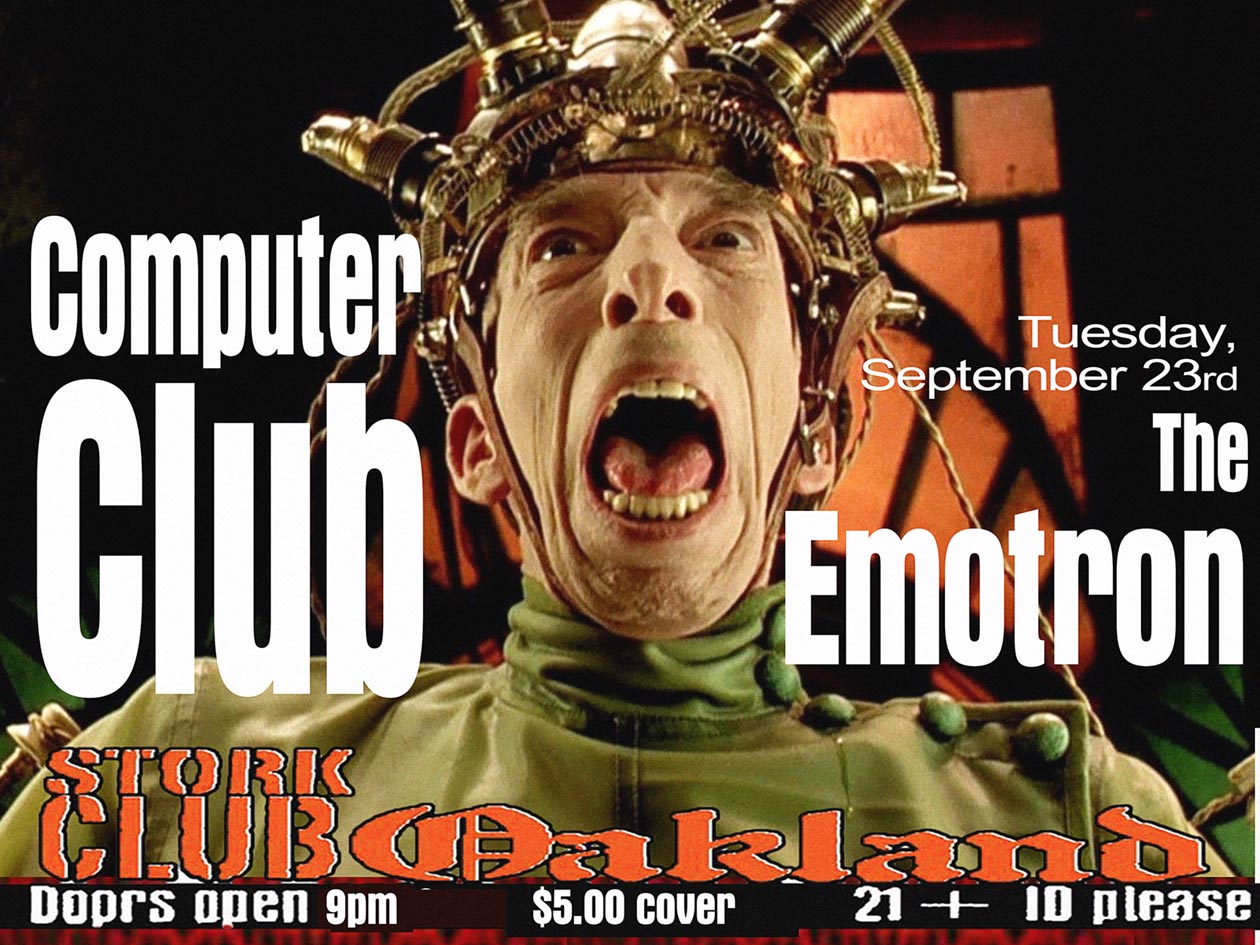 Computer
Club
Tuesday,
September 23rd
The
Emotron
STORK
CLUB Oakland
Doors open 9pm $5.00 cover 21 + ID please